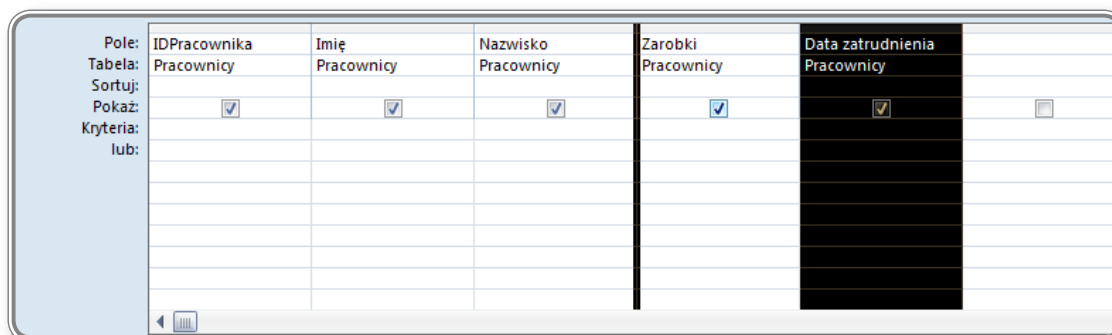 Pole: IDPracownika Imię Nazwisko Zarobki Data zatrudnienia
Tabela: Pracownicy Pracownicy Pracownicy Pracownicy Pracownicy
Sortuj:
Pokaż:
Kryteria:
lub: